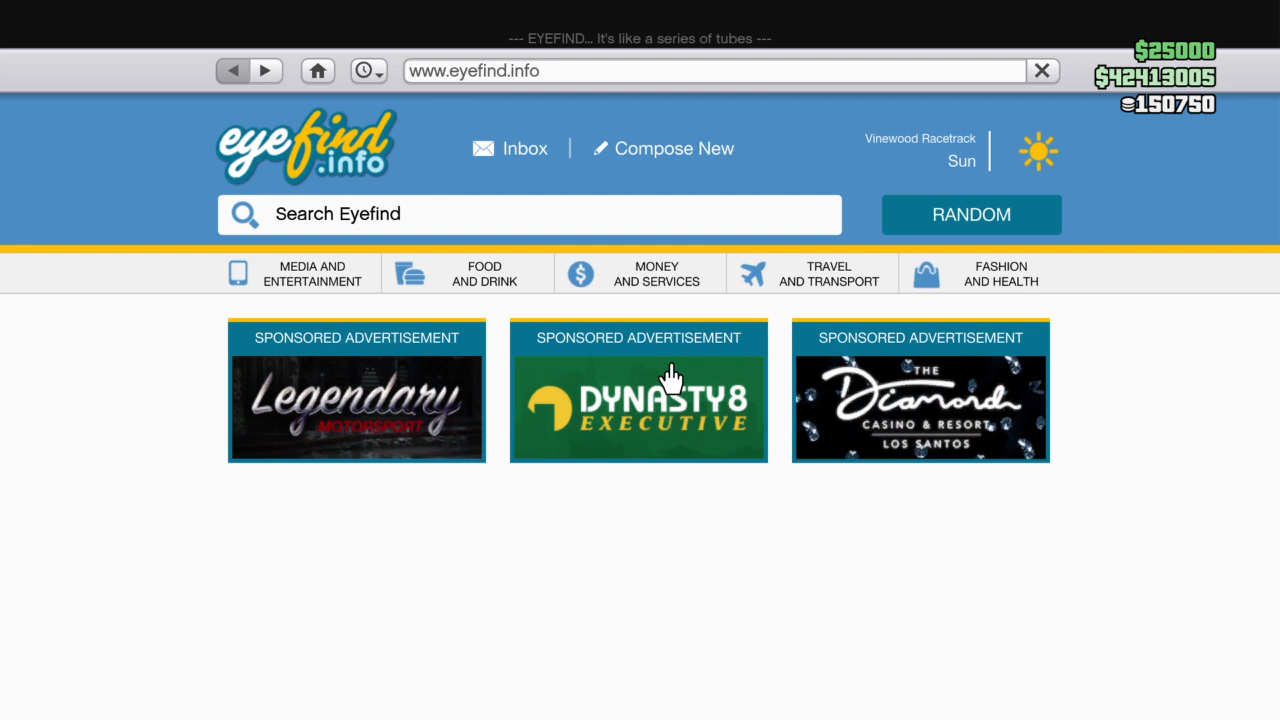 --- EYEFIND... It's like a series of tubes ---
$25000
www.eyefind.info
$42413005
150750
eyefind
.info
Inbox
Compose New
Vinewood Racetrack
Sun
Search Eyefind
RANDOM
MEDIA AND
ENTERTAINMENT
FOOD
AND DRINK
MONEY
AND SERVICES
TRAVEL
AND TRANSPORT
FASHION
AND HEALTH
SPONSORED ADVERTISEMENT
Legendary
MOTORSPORT
SPONSORED ADVERTISEMENT
DYNASTY8
EXECUTIVE
SPONSORED ADVERTISEMENT
THE
Diamond
CASINO & RESORT
LOS SANTOS